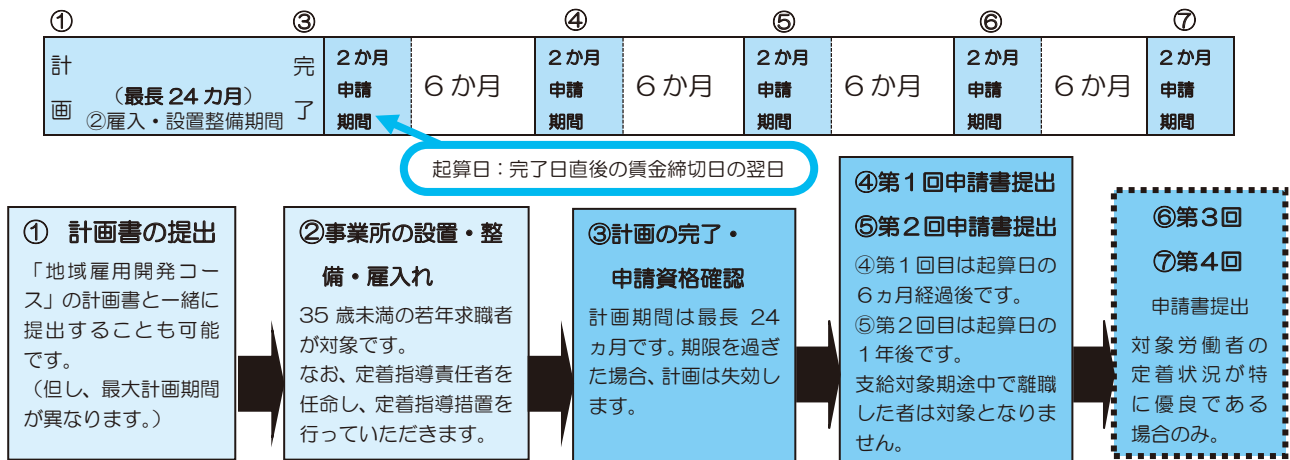 ① ③ ④ ⑤ ⑥ ⑦
計画
（最長 24 カ月）
②雇入・設置整備期間
完了
２か月
申請
期間
６か月
２か月
申請
期間
６か月
２か月
申請
期間
６か月
２か月
申請
期間
６か月
２か月
申請
期間
起算日：完了日直後の賃金締切日の翌日
① 計画書の提出
「地域雇用開発コー
ス」の計画書と一緒に
提出することも可能
です。
（但し、最大計画期間
が異なります。）
②事業所の設置・整
備・雇入れ
35 歳未満の若年求職者
が対象です。
なお、定着指導責任者を
任命し、定着指導措置を
行っていただきます。
③計画の完了・
申請資格確認
計画期間は最長 24
ヵ月です。期限を過ぎ
た場合、計画は失効し
ます。
④第１回申請書提出
⑤第２回申請書提出
④第１回目は起算日の
６ヵ月経過後です。
⑤第２回目は起算日の
１年後です。
支給対象期途中で離職
した者は対象となりま
せん。
⑥第３回
⑦第４回
申請書提出
対象労働者の
定着状況が特
に優良である
場合のみ。